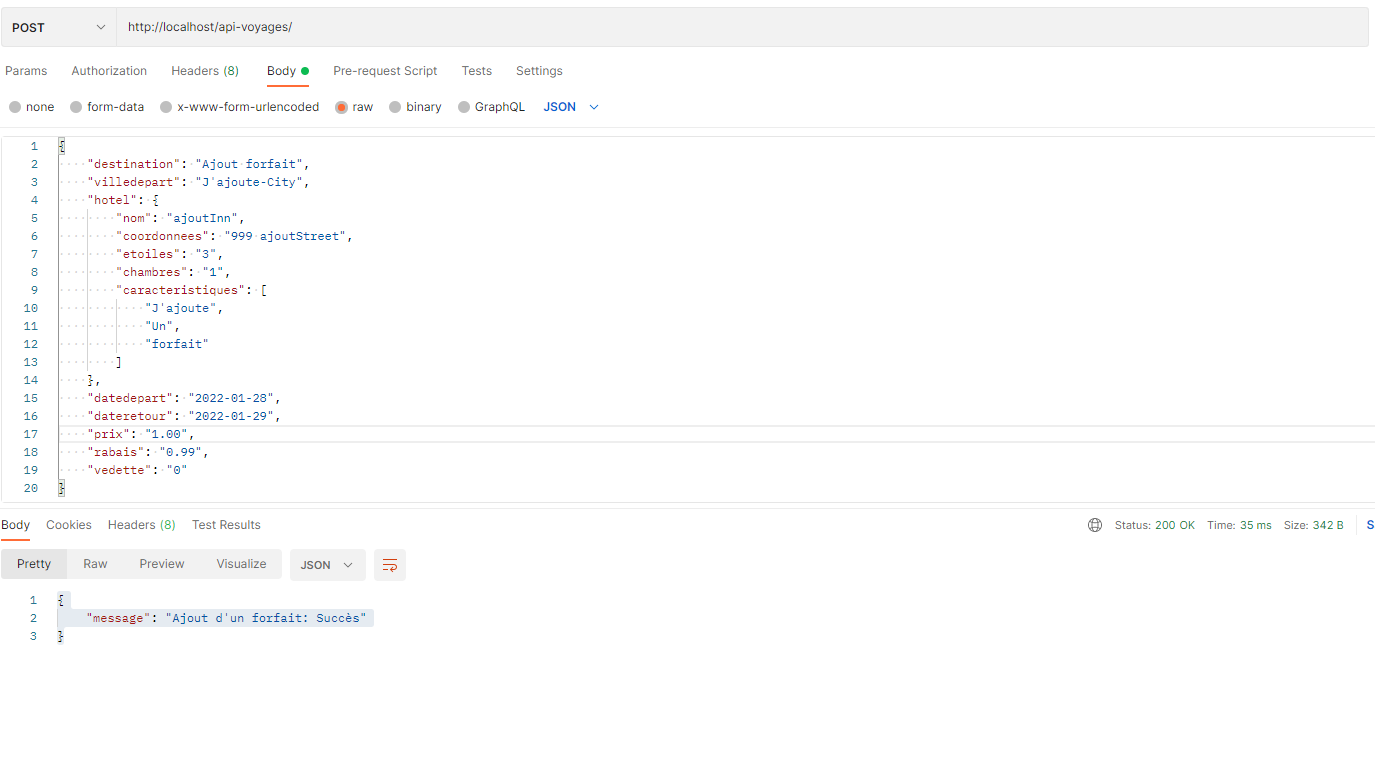 POST http://localhost/api-voyages/
Params Authorization Headers (8) Body Pre-request Script Tests Settings
none form-data x-www-form-urlencoded raw binary GraphQL JSON
1 {
2 "destination": "Ajout forfait",
3 "villedepart": "J'ajoute-City",
4 "hotel": {
5 "nom": "ajoutInn",
6 "coordonnees": "999 ajoutStreet",
7 "etoiles": "3",
8 "chambres": "1",
9 "caracteristiques": [
10 "J'ajoute",
11 "Un",
12 "forfait"
13 ]
14 },
15 "datedepart": "2022-01-28",
16 "dateretour": "2022-01-29",
17 "prix": "1.00",
18 "rabais": "0.99",
19 "vedette": "0"
20 }
Body Cookies Headers (8) Test Results Status: 200 OK Time: 35 ms Size: 342 B S
Pretty Raw Preview Visualize JSON
1 {
2 "message": "Ajout d'un forfait: Succès"
3 }